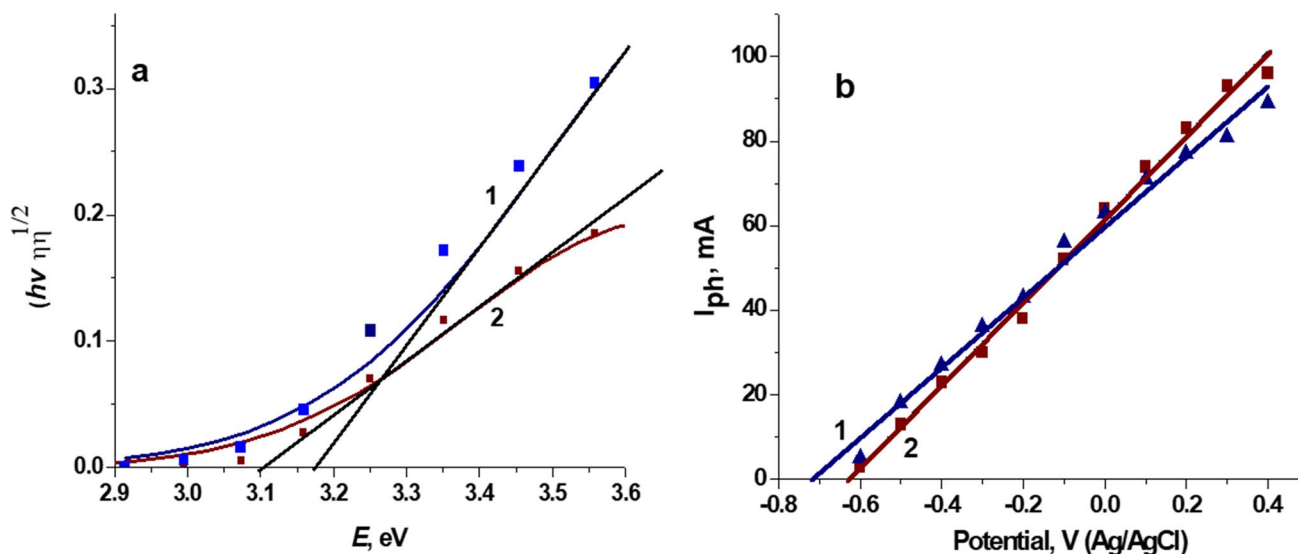 a
0.3
0.2
0.1
0.0
(hν ηη 1/2
1
2
2.9 3.0 3.1 3.2 3.3 3.4 3.5 3.6
E, eV
b
100
80
60
40
20
0
I ph, mA
1
2
-0.8 -0.6 -0.4 -0.2 0.0 0.2 0.4
Potential, V (Ag/AgCl)